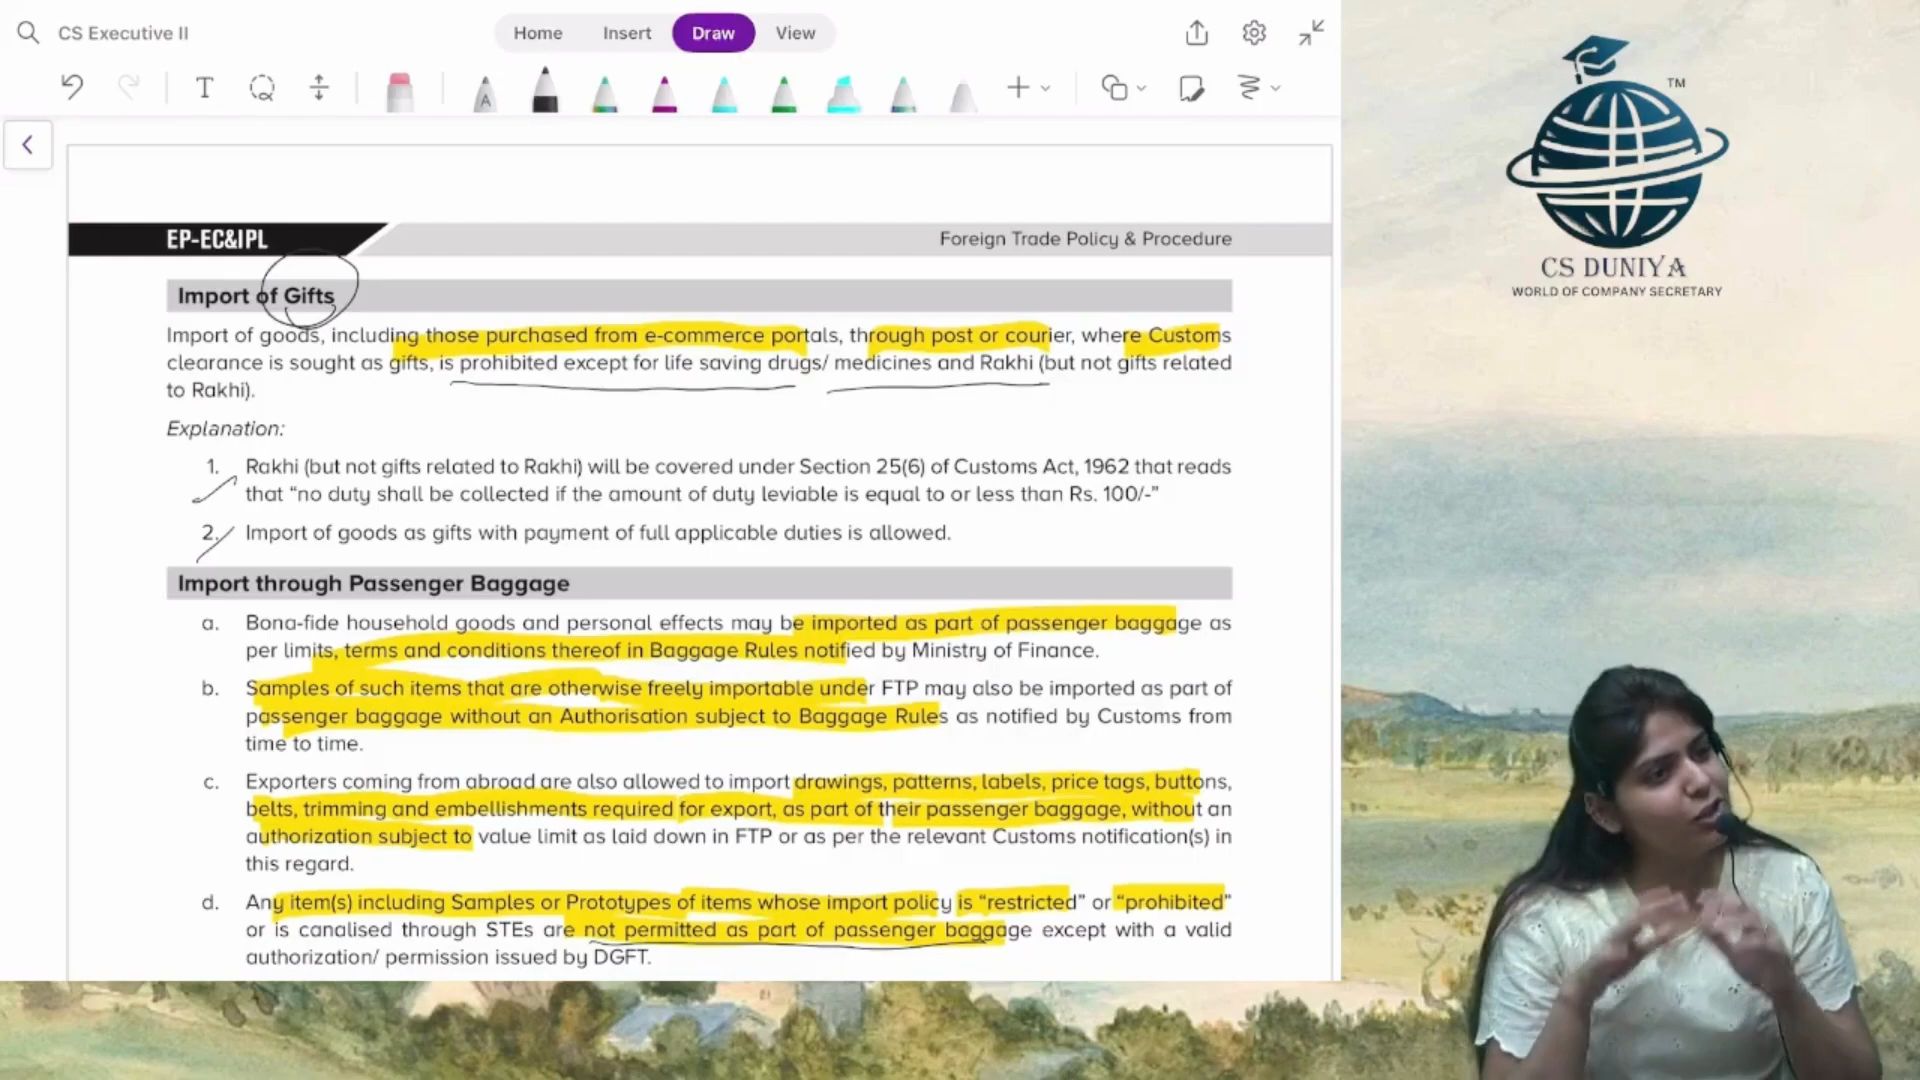 CS Executive II
Home Insert Draw View
T
A
TM
CS DUNIYA
WORLD OF COMPANY SECRETARY
EP-EC&IPL
Foreign Trade Policy & Procedure
Import of Gifts
Import of goods, including those purchased from e-commerce portals, through post or courier, where Customs
clearance is sought as gifts, is prohibited except for life saving drugs/ medicines and Rakhi (but not gifts related
to Rakhi).
Explanation:
1. Rakhi (but not gifts related to Rakhi) will be covered under Section 25(6) of Customs Act, 1962 that reads
that “no duty shall be collected if the amount of duty leviable is equal to or less than Rs. 100/-”
2. Import of goods as gifts with payment of full applicable duties is allowed.
Import through Passenger Baggage
a. Bona-fide household goods and personal effects may be imported as part of passenger baggage as
per limits, terms and conditions thereof in Baggage Rules notified by Ministry of Finance.
b. Samples of such items that are otherwise freely importable under FTP may also be imported as part of
passenger baggage without an Authorisation subject to Baggage Rules as notified by Customs from
time to time.
c. Exporters coming from abroad are also allowed to import drawings, patterns, labels, price tags, buttons,
belts, trimming and embellishments required for export, as part of their passenger baggage, without an
authorization subject to value limit as laid down in FTP or as per the relevant Customs notification(s) in
this regard.
d. Any item(s) including Samples or Prototypes of items whose import policy is “restricted” or “prohibited”
or is canalised through STEs are not permitted as part of passenger baggage except with a valid
authorization/ permission issued by DGFT.